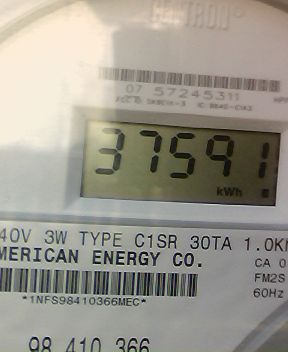 CENTRON®
07 57245311
37591
kWh
40V 3W TYPE C1SR 30TA 1.0K
MERICAN ENERGY CO.
CA 0
FM2S
60Hz
*1NFS98410366MEC*
98 410 366